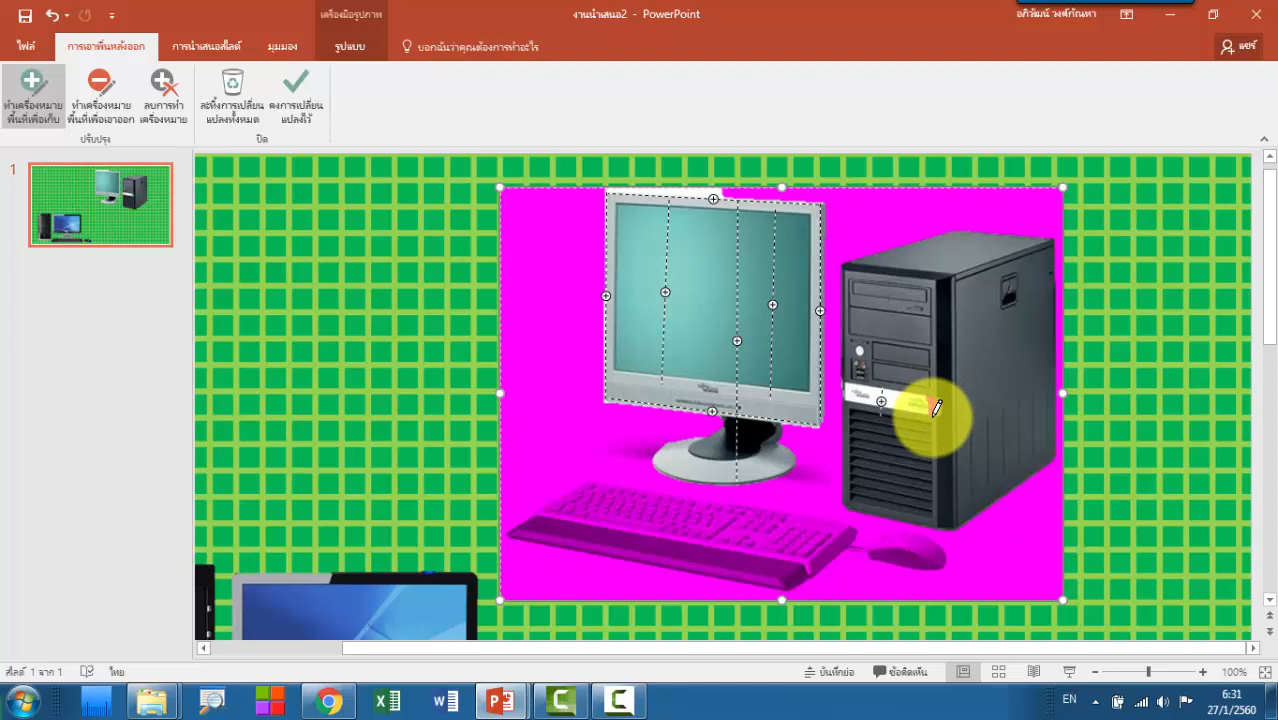 เครื่องมือรูปภาพ
งานนำเสนอ2 - PowerPoint
อภิวัฒน์ วงศ์กัณหา
ไฟล์
การเอาพื้นหลังออก
การนำเสนอสไลด์
มุมมอง
รูปแบบ
บอกฉันว่าคุณต้องการทำอะไร
แชร์
ทำเครื่องหมาย
พื้นที่เพื่อเก็บ
ทำเครื่องหมาย
พื้นที่เพื่อเอาออก
ลบการทำ
เครื่องหมาย
ละทิ้งการเปลี่ยน
แปลงทั้งหมด
คงการเปลี่ยน
แปลงไว้
ปรับปรุง
ปิด
1
สไลด์ 1 จาก 1
ไทย
บันทึกย่อ
ข้อคิดเห็น
100%
EN
6:31
27/1/2560